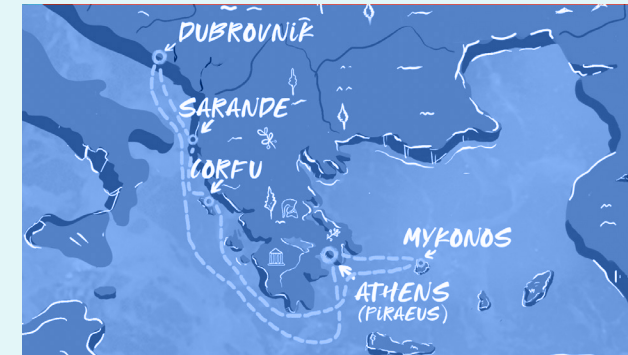 DUBROVNIK
SARANDE
CORFU
MYKONOS
ATHENS
(PIRAEUS)